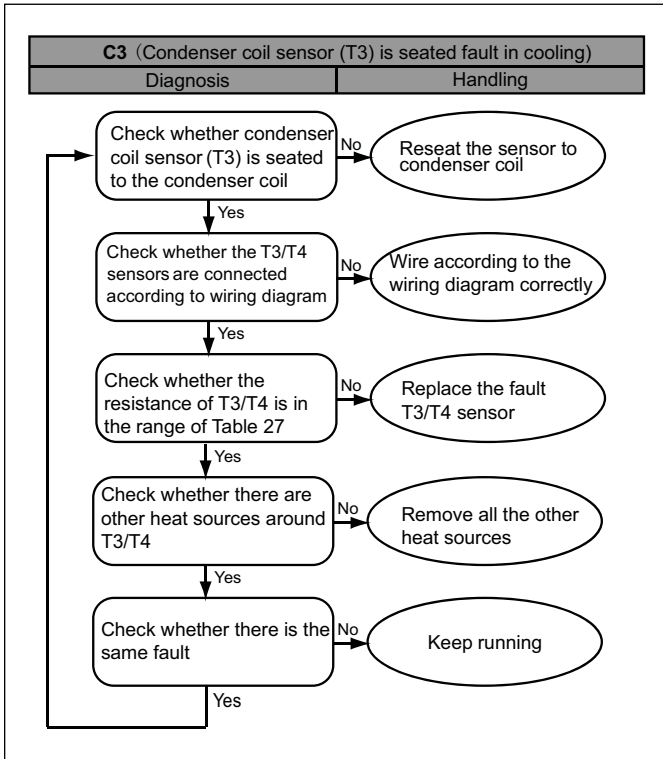 C3（Condenser coil sensor (T3) is seated fault in cooling)
Diagnosis
Handling
Check whether condenser
coil sensor (T3) is seated
to the condenser coil
No
Reseat the sensor to
condenser coil
Yes
Check whether the T3/T4
sensors are connected
according to wiring diagram
No
Wire according to the
wiring diagram correctly
Yes
Check whether the
resistance of T3/T4 is in
the range of Table 27
No
Replace the fault
T3/T4 sensor
Yes
Check whether there are
other heat sources around
T3/T4
No
Remove all the other
heat sources
Yes
Check whether there is the
same fault
No
Keep running
Yes